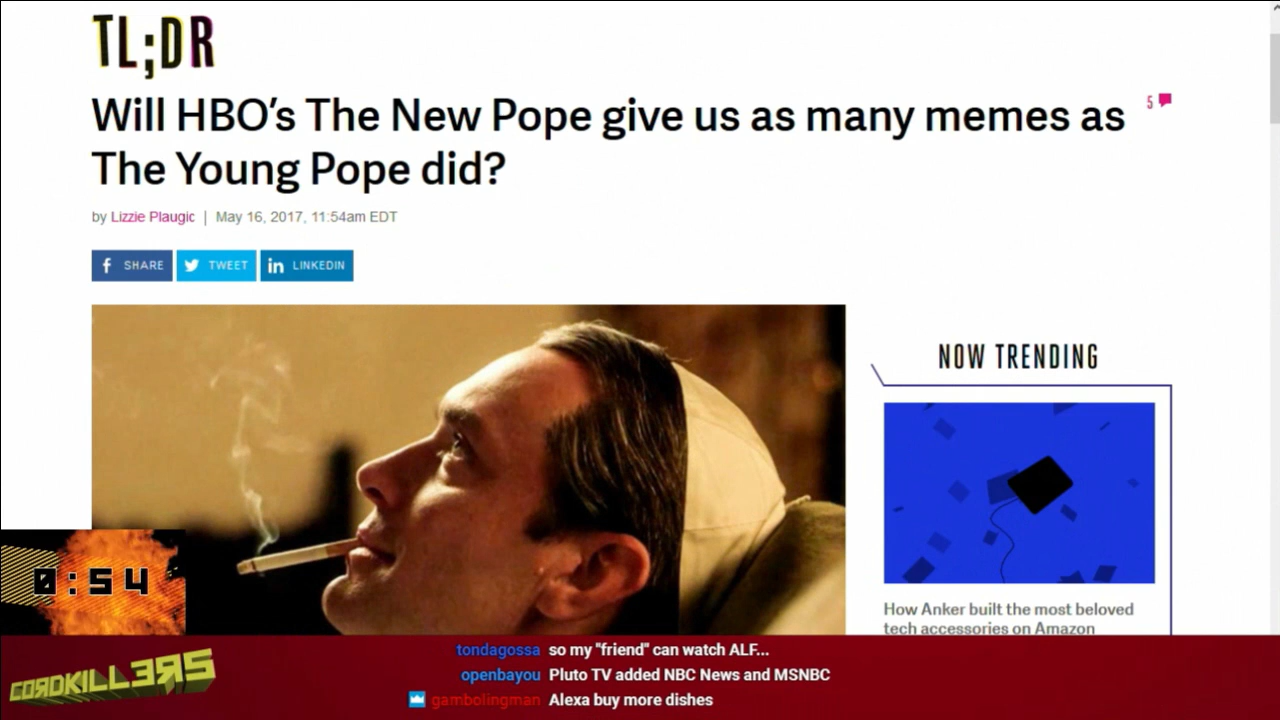 TL;DR
Will HBO's The New Pope give us as many memes as
The Young Pope did?
5
by Lizzie Plaugic | May 16, 2017, 11:54am EDT
SHARE
TWEET
LINKEDIN
NOW TRENDING
How Anker built the most beloved
tech accessories on Amazon
0:54
CORDKILLERS
tondagossa so my "friend" can watch ALF...
openbayou Pluto TV added NBC News and MSNBC
gambolingman Alexa buy more dishes